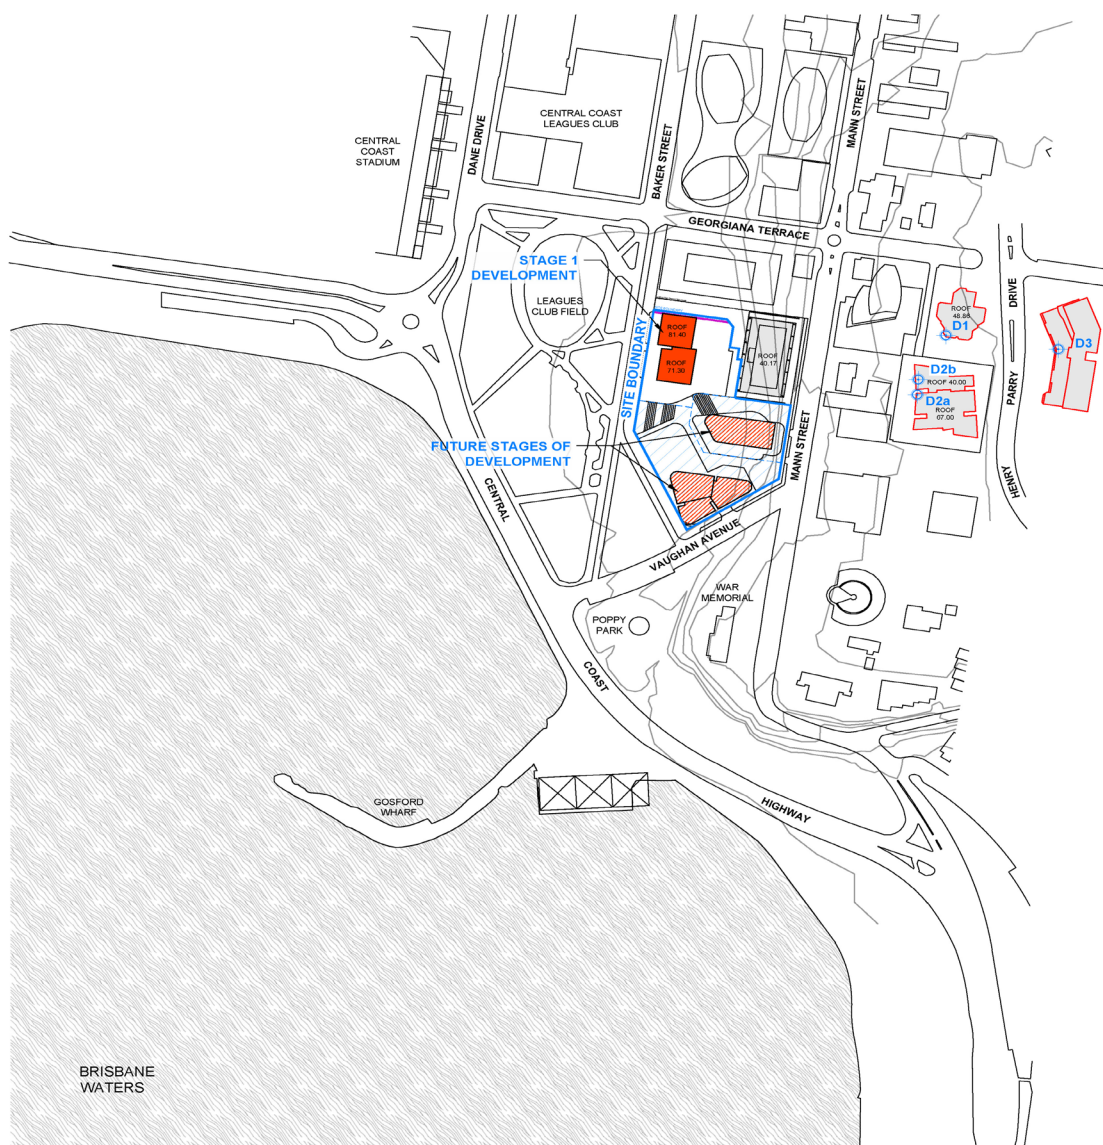 CENTRAL COAST
LEAGUES CLUB
CENTRAL
COAST
STADIUM
DANE DRIVE
BAKER STREET
MANN STREET
GEORGIANA TERRACE
STAGE 1
DEVELOPMENT
LEAGUES
CLUB FIELD
SITE BOUNDARY
ROOF
81.40
ROOF
71.30
ROOF
40.17
ROOF
48.86
D1
D3
D2b
ROOF 40.00
D2a
ROOF
07.00
HENRY PARRY DRIVE
FUTURE STAGES OF
DEVELOPMENT
MANN STREET
VAUGHAN AVENUE
CENTRAL COAST HIGHWAY
WAR
MEMORIAL
POPPY
PARK
GOSFORD
WHARF
BRISBANE
WATERS